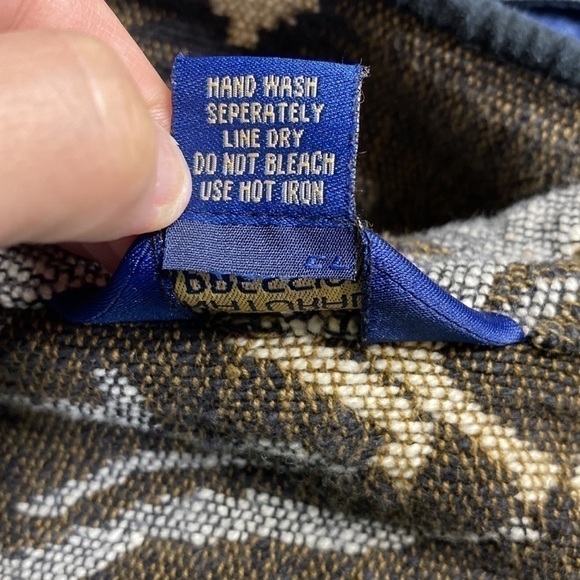 HAND WASH
SEPERATELY
LINE DRY
DO NOT BLEACH
USE HOT IRON